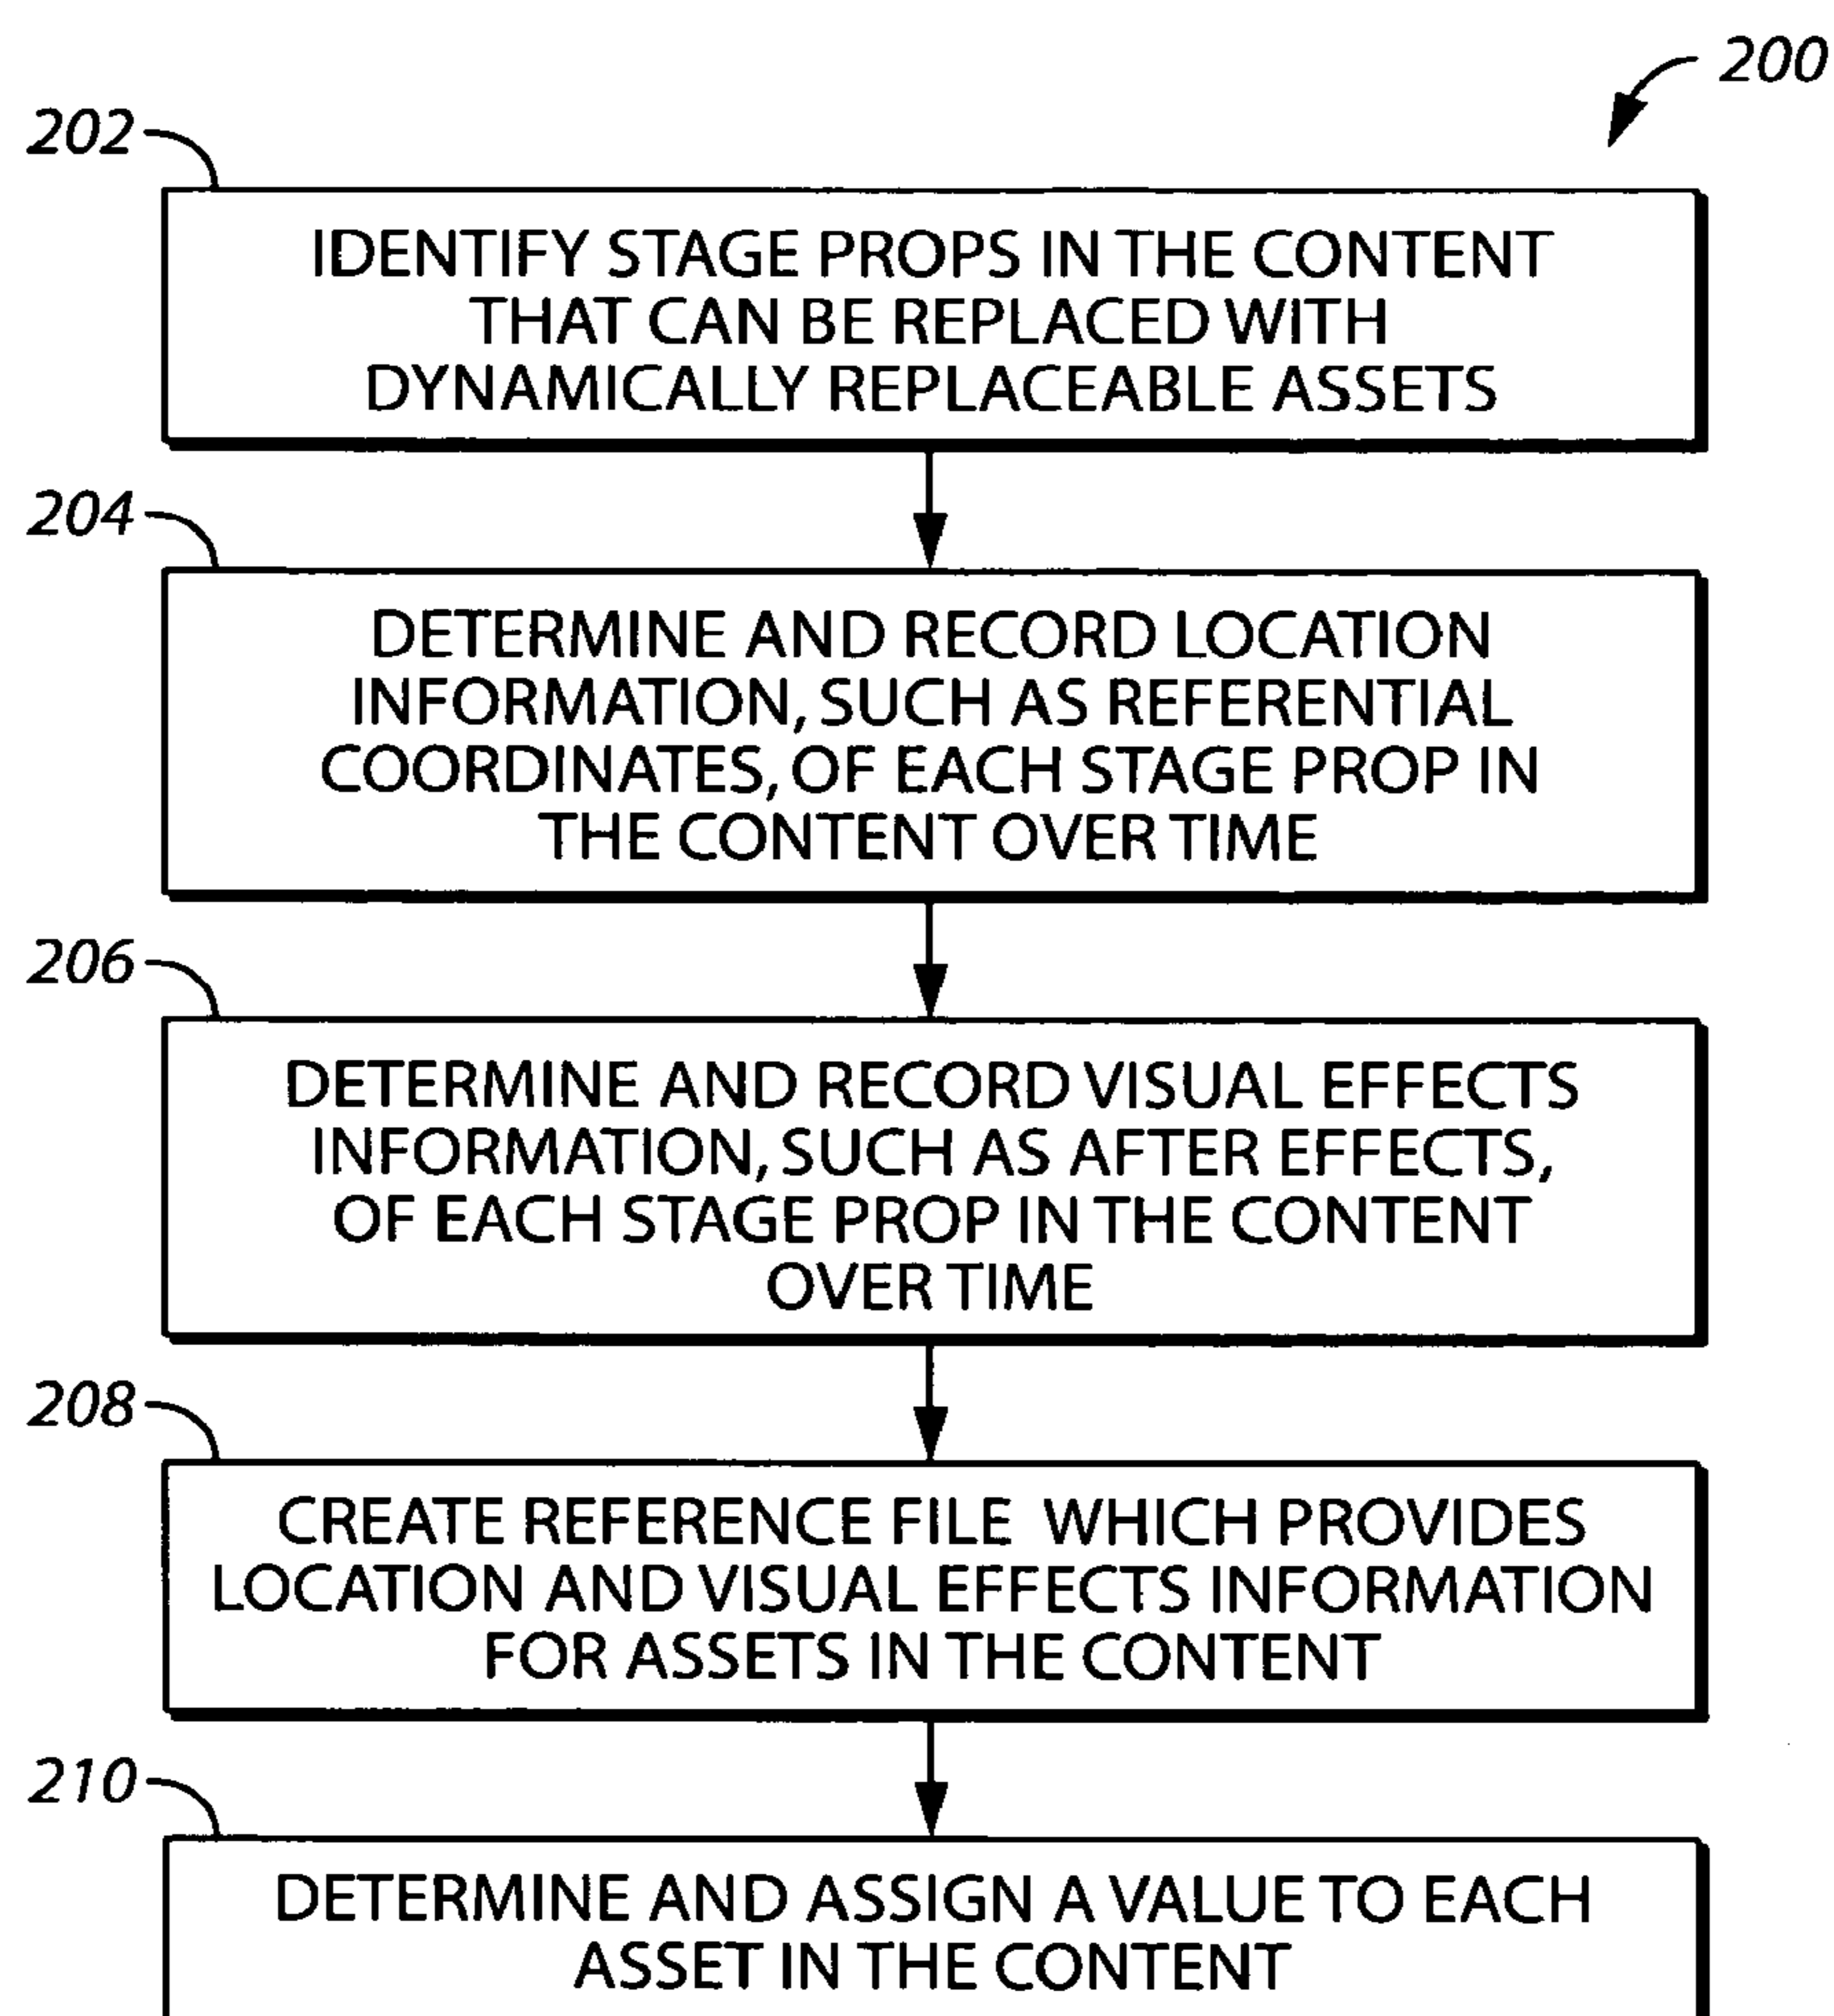 200
202
IDENTIFY STAGE PROPS IN THE CONTENT
THAT CAN BE REPLACED WITH
DYNAMICALLY REPLACEABLE ASSETS
204
DETERMINE AND RECORD LOCATION
INFORMATION, SUCH AS REFERENTIAL
COORDINATES, OF EACH STAGE PROP IN
THE CONTENT OVER TIME
206
DETERMINE AND RECORD VISUAL EFFECTS
INFORMATION, SUCH AS AFTER EFFECTS,
OF EACH STAGE PROP IN THE CONTENT
OVER TIME
208
CREATE REFERENCE FILE WHICH PROVIDES
LOCATION AND VISUAL EFFECTS INFORMATION
FOR ASSETS IN THE CONTENT
210
DETERMINE AND ASSIGN A VALUE TO EACH
ASSET IN THE CONTENT